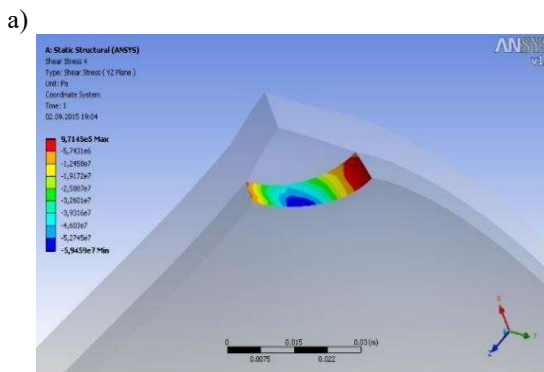 a)
A: Static Structural (ANSYS)
Shear Stress 4
Type: Shear Stress ( YZ Plane )
Unit: Pa
Coordinate System
Time: 1
02.09.2015 19:04
9,7145e5 Max
-5,7431e6
-1,2458e7
-1,9172e7
-2,5887e7
-3,2601e7
-3,9316e7
-4,603e7
-5,2745e7
-5,9459e7 Min
ANSYS
v1
0
0.015
0.03(m)
0.0075
0.022
X
Y
Z